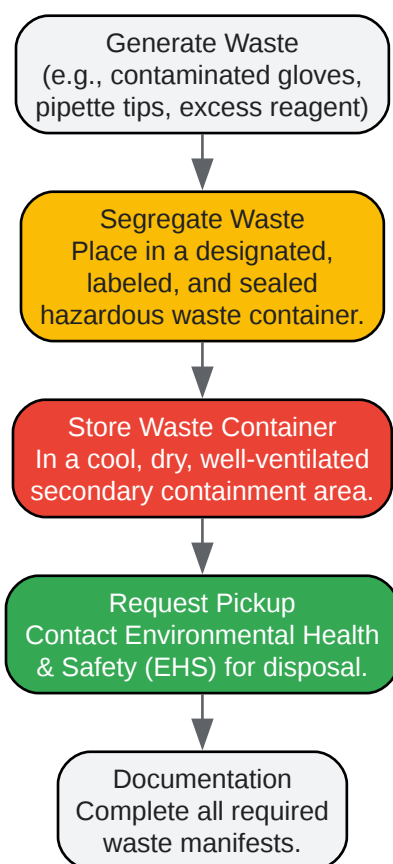 Generate Waste
(e.g., contaminated gloves,
pipette tips, excess reagent)
Segregate Waste
Place in a designated,
labeled, and sealed
hazardous waste container.
Store Waste Container
In a cool, dry, well-ventilated
secondary containment area.
Request Pickup
Contact Environmental Health
& Safety (EHS) for disposal.
Documentation
Complete all required
waste manifests.